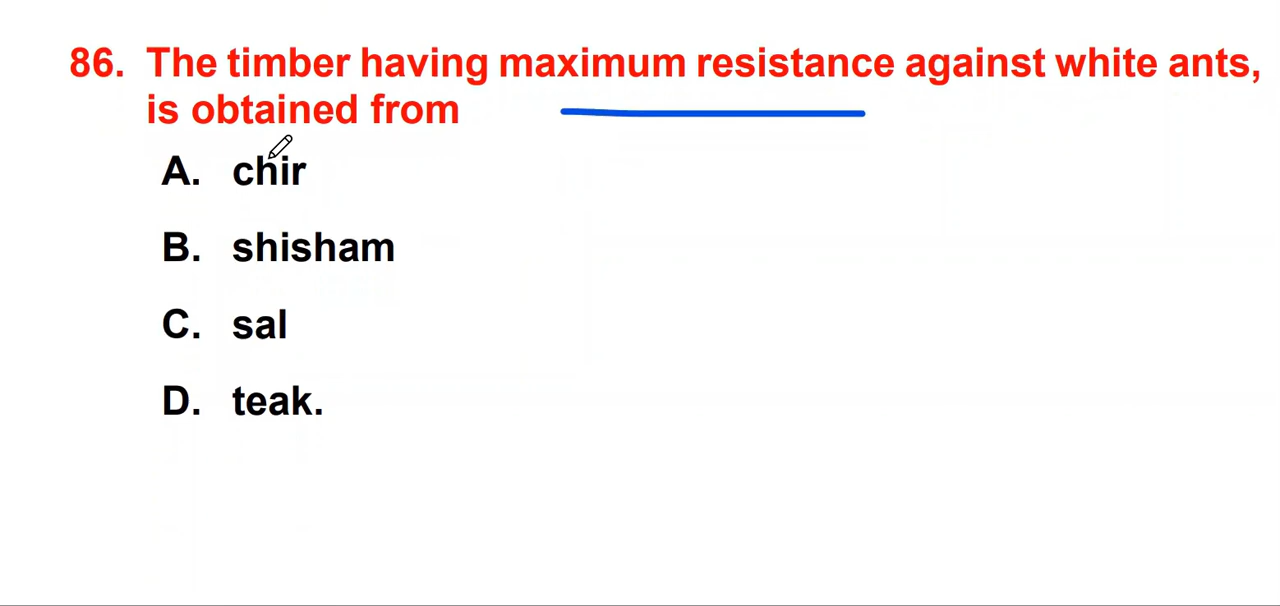 86. The timber having maximum resistance against white ants,
is obtained from
A. chir
B. shisham
C. sal
D. teak.